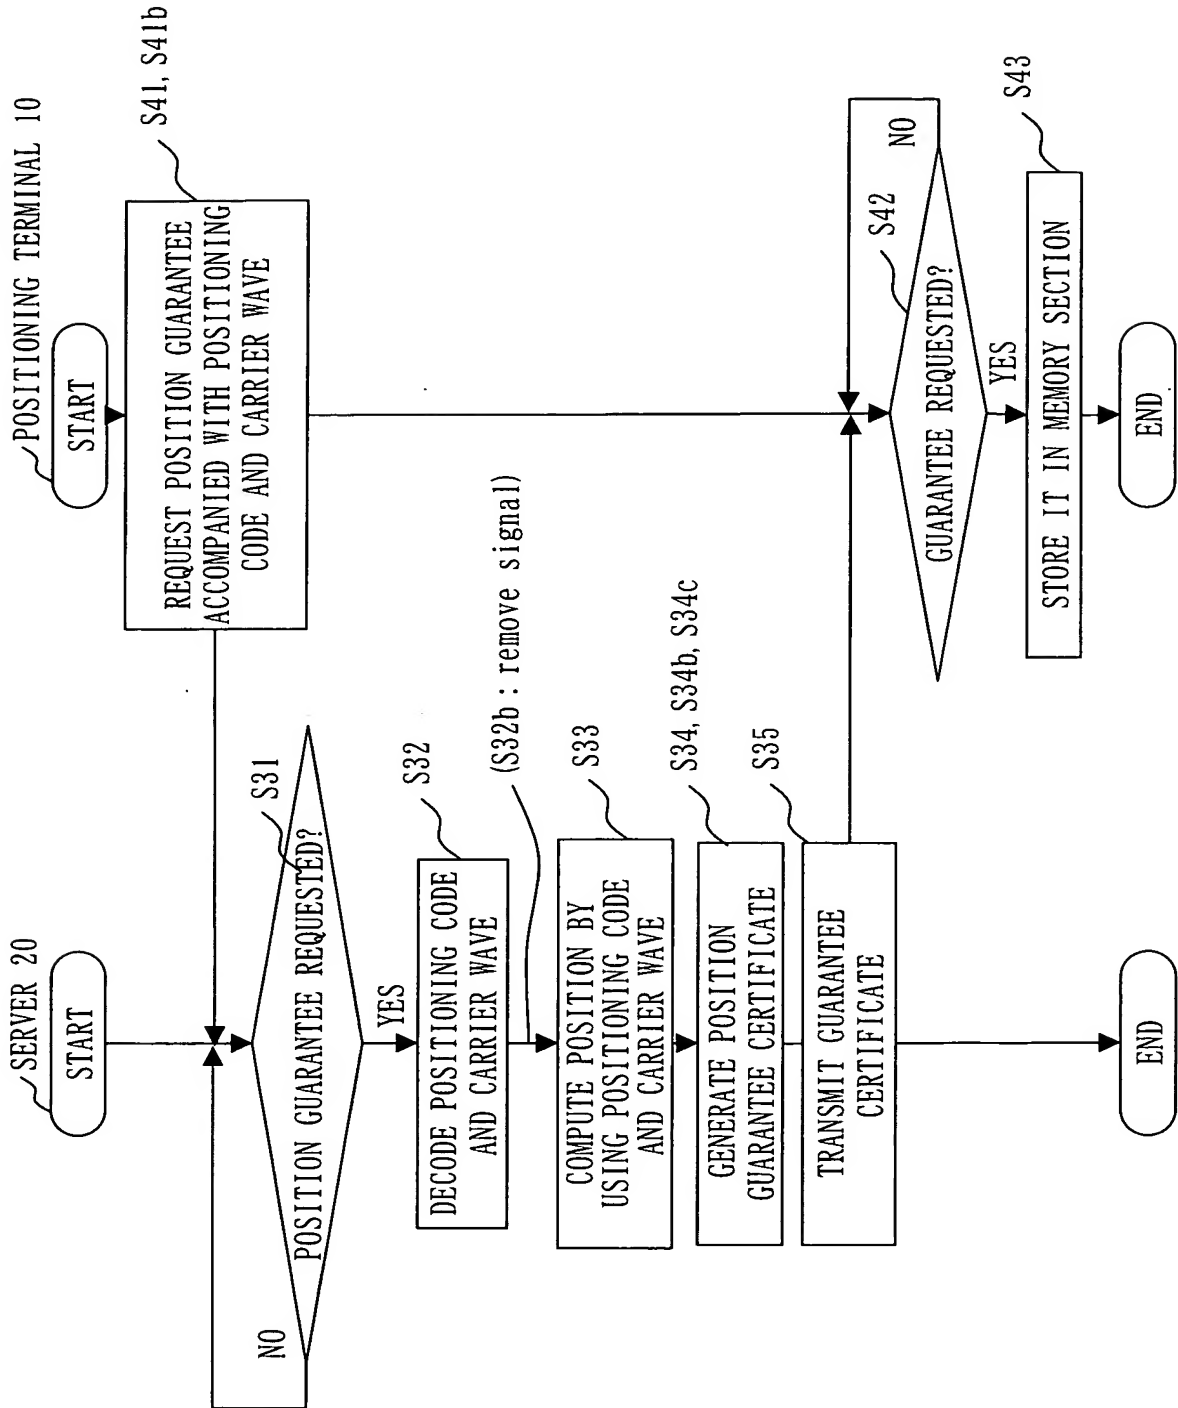 SERVER 20
START
POSITION GUARANTEE REQUESTED?
S31
NO
YES
DECODE POSITIONING CODE
AND CARRIER WAVE
S32
(S32b : remove signal)
COMPUTE POSITION BY
USING POSITIONING CODE
AND CARRIER WAVE
S33
GENERATE POSITION
GUARANTEE CERTIFICATE
S34, S34b, S34c
TRANSMIT GUARANTEE
CERTIFICATE
S35
END
POSITIONING TERMINAL 10
START
REQUEST POSITION GUARANTEE
ACCOMPANIED WITH POSITIONING
CODE AND CARRIER WAVE
S41, S41b
GUARANTEE REQUESTED?
S42
NO
YES
STORE IT IN MEMORY SECTION
S43
END